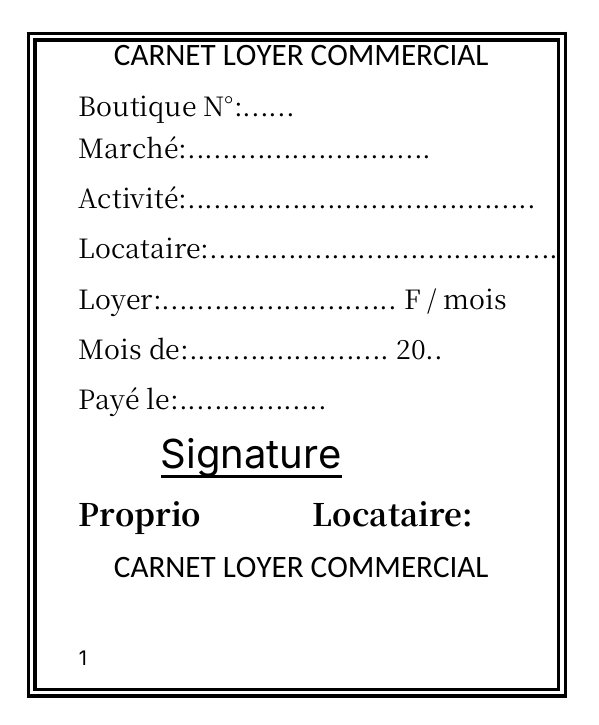 CARNET LOYER COMMERCIAL
Boutique N°:......
Marché:...........................
Activité:.......................................
Locataire:.......................................
Loyer:.......................... F / mois
Mois de:...................... 20..
Payé le:.................
Signature
Proprio Locataire:
CARNET LOYER COMMERCIAL
1